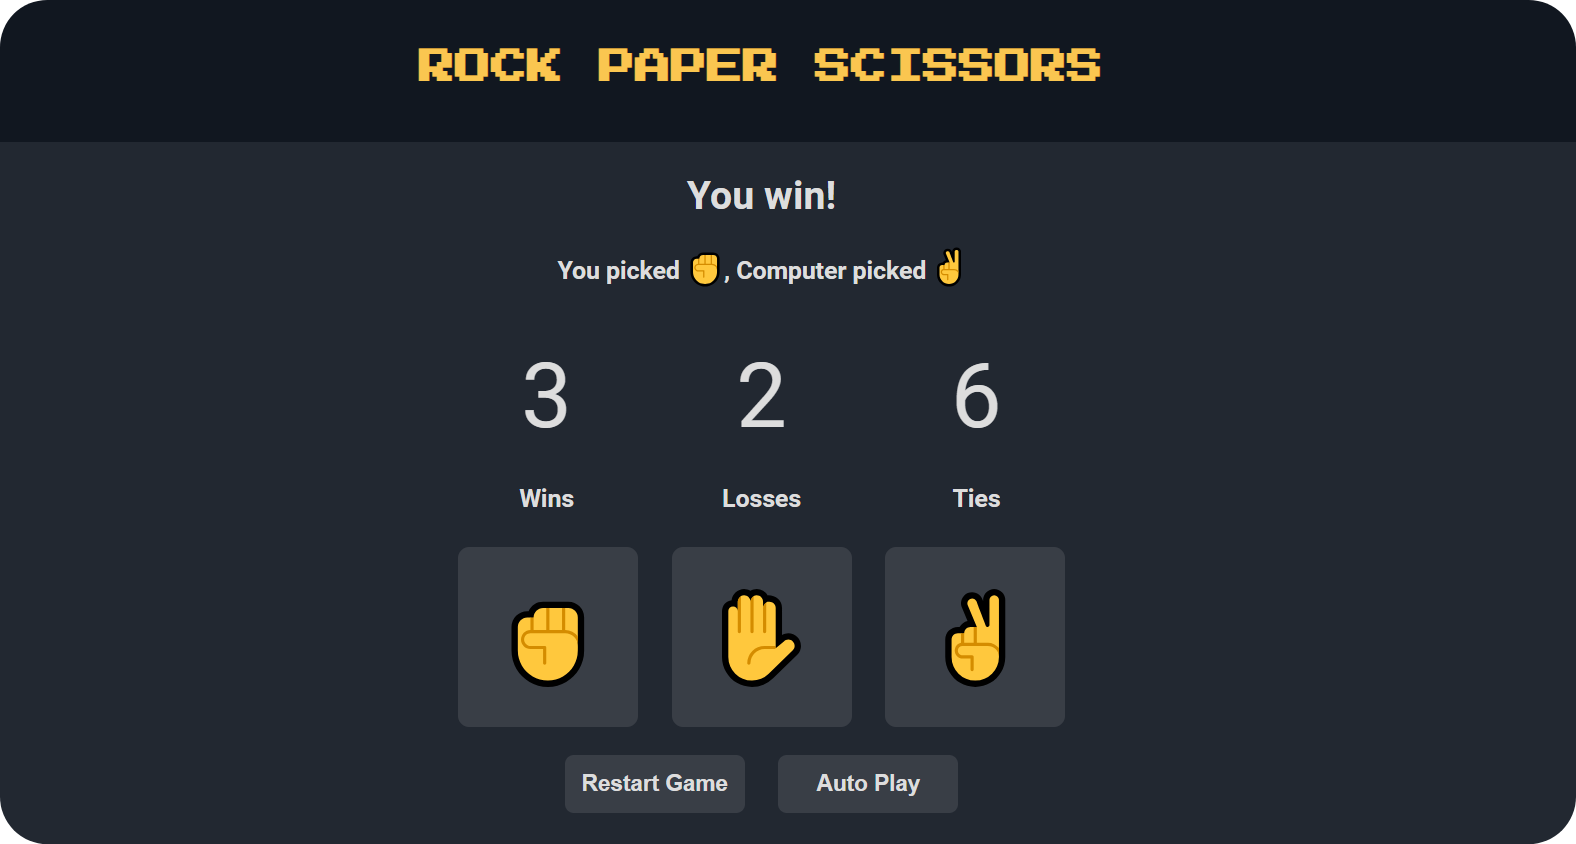 ROCK PAPER SCISSORS
You win!
You picked ✊, Computer picked ✌
3 2 6
Wins Losses Ties
Restart Game Auto Play